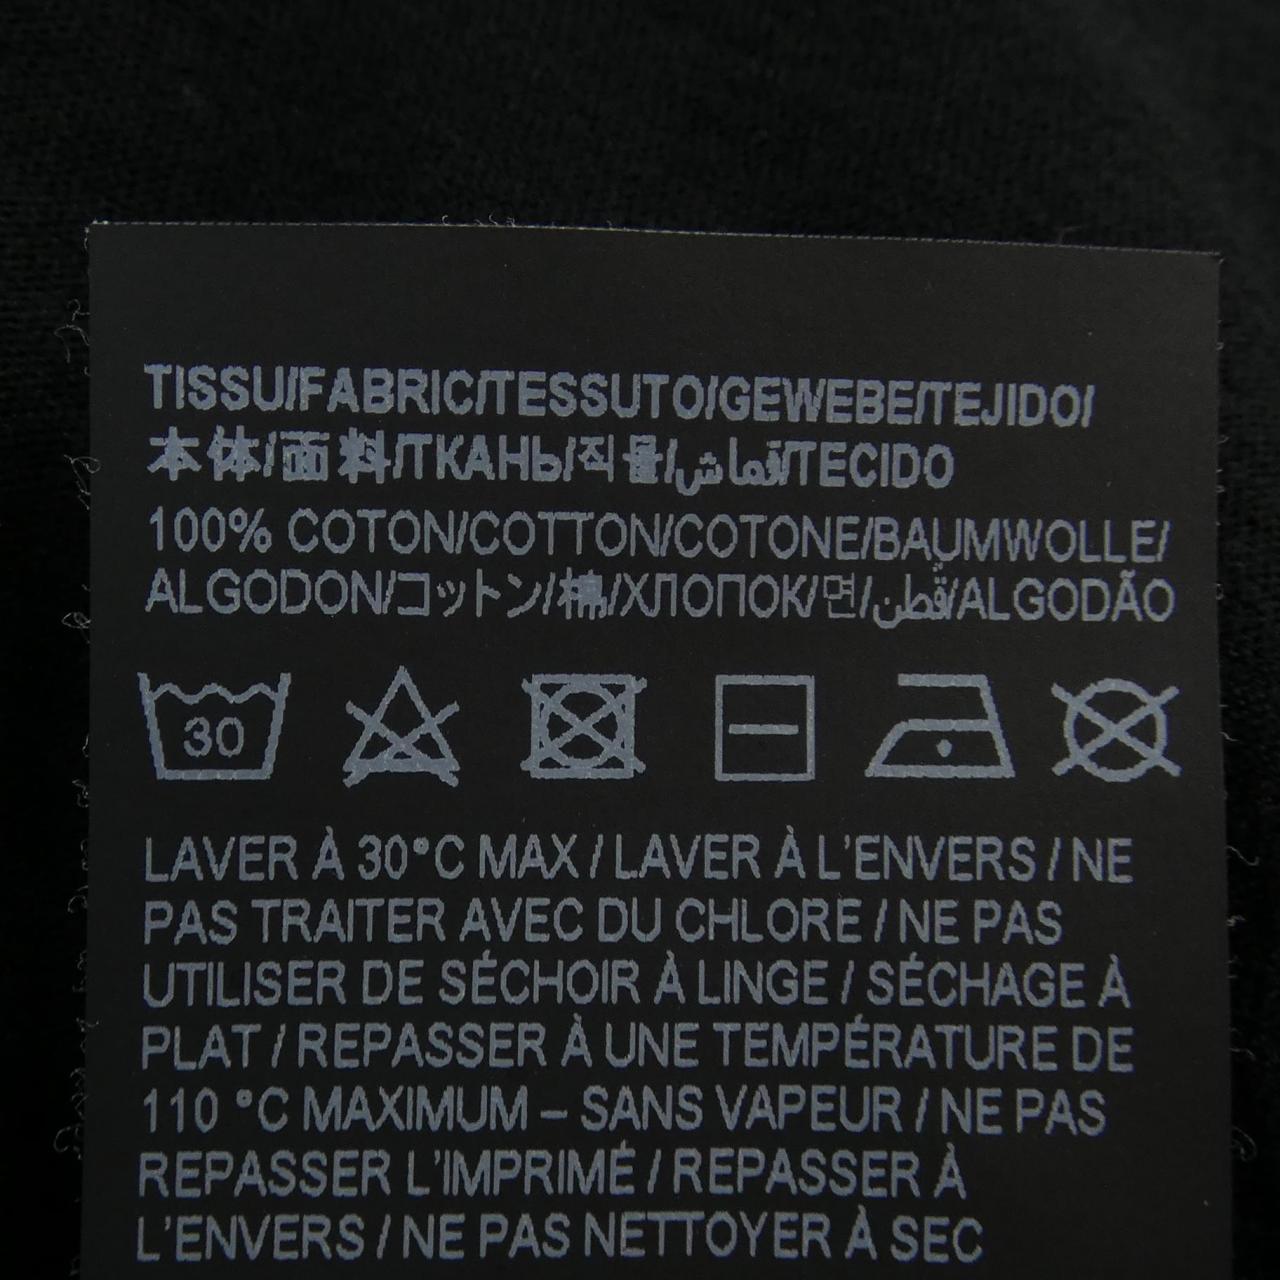 TISSU/FABRIC/TESSUTO/GEWEBE/TEJIDO/
本体/面料/ТКАНЬ/직물/قماش/TECIDO
100% COTON/COTTON/COTONE/BAUMWOLLE/
ALGODON/コットン/棉/ХЛОПОК/면/قُطن/ALGODÃO
30
LAVER À 30°C MAX / LAVER À L'ENVERS / NE
PAS TRAITER AVEC DU CHLORE / NE PAS
UTILISER DE SÉCHOIR À LINGE / SÉCHAGE À
PLAT / REPASSER À UNE TEMPÉRATURE DE
110 °C MAXIMUM – SANS VAPEUR / NE PAS
REPASSER L'IMPRIMÉ / REPASSER À
L'ENVERS / NE PAS NETTOYER À SEC